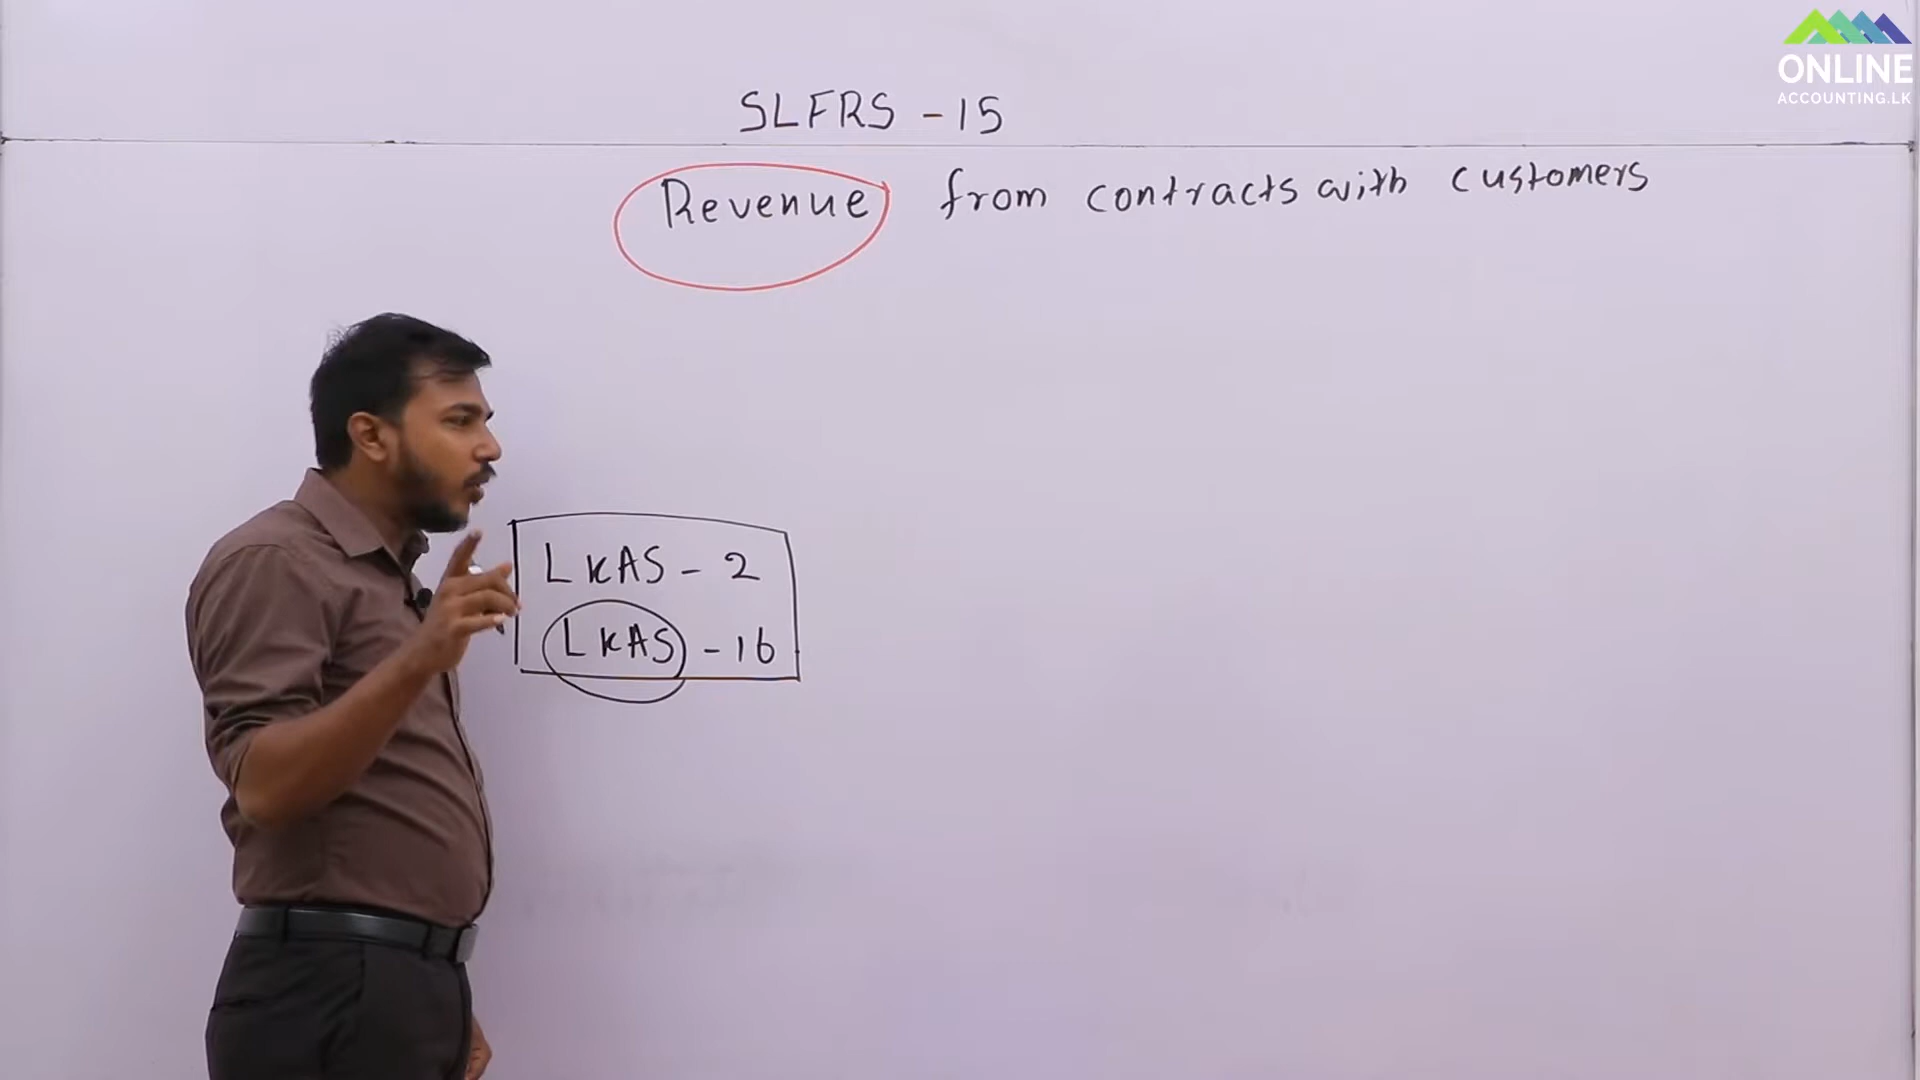 ONLINE
ACCOUNTING.LK
SLFRS - 15
Revenue from contracts with customers
LKAS - 2
LKAS - 16